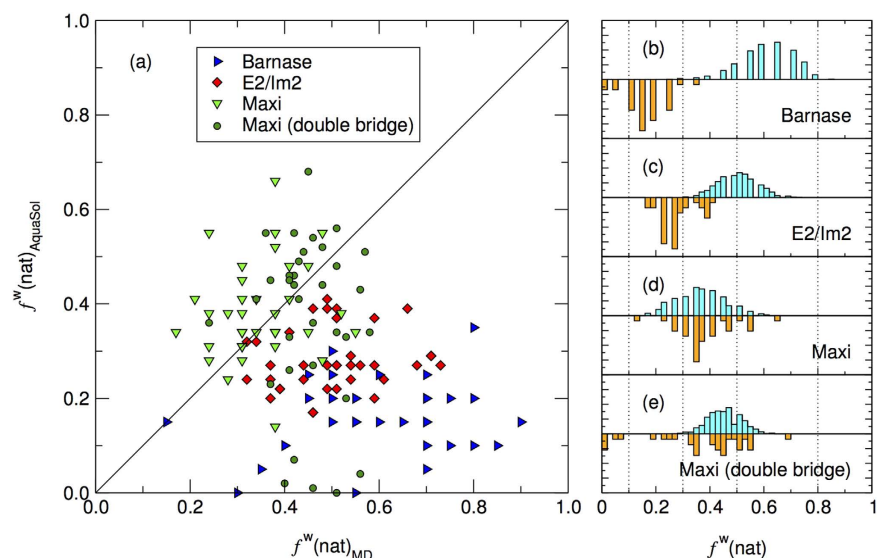 (a)
Barnase
E2/Im2
Maxi
Maxi (double bridge)
1.0
0.8
0.6
0.4
0.2
0.0
0.0 0.2 0.4 0.6 0.8 1.0
f^w(nat)_AquaSol
f^w(nat)_MD
(b)
Barnase
(c)
E2/Im2
(d)
Maxi
(e)
Maxi (double bridge)
0 0.2 0.4 0.6 0.8 1
f^w(nat)